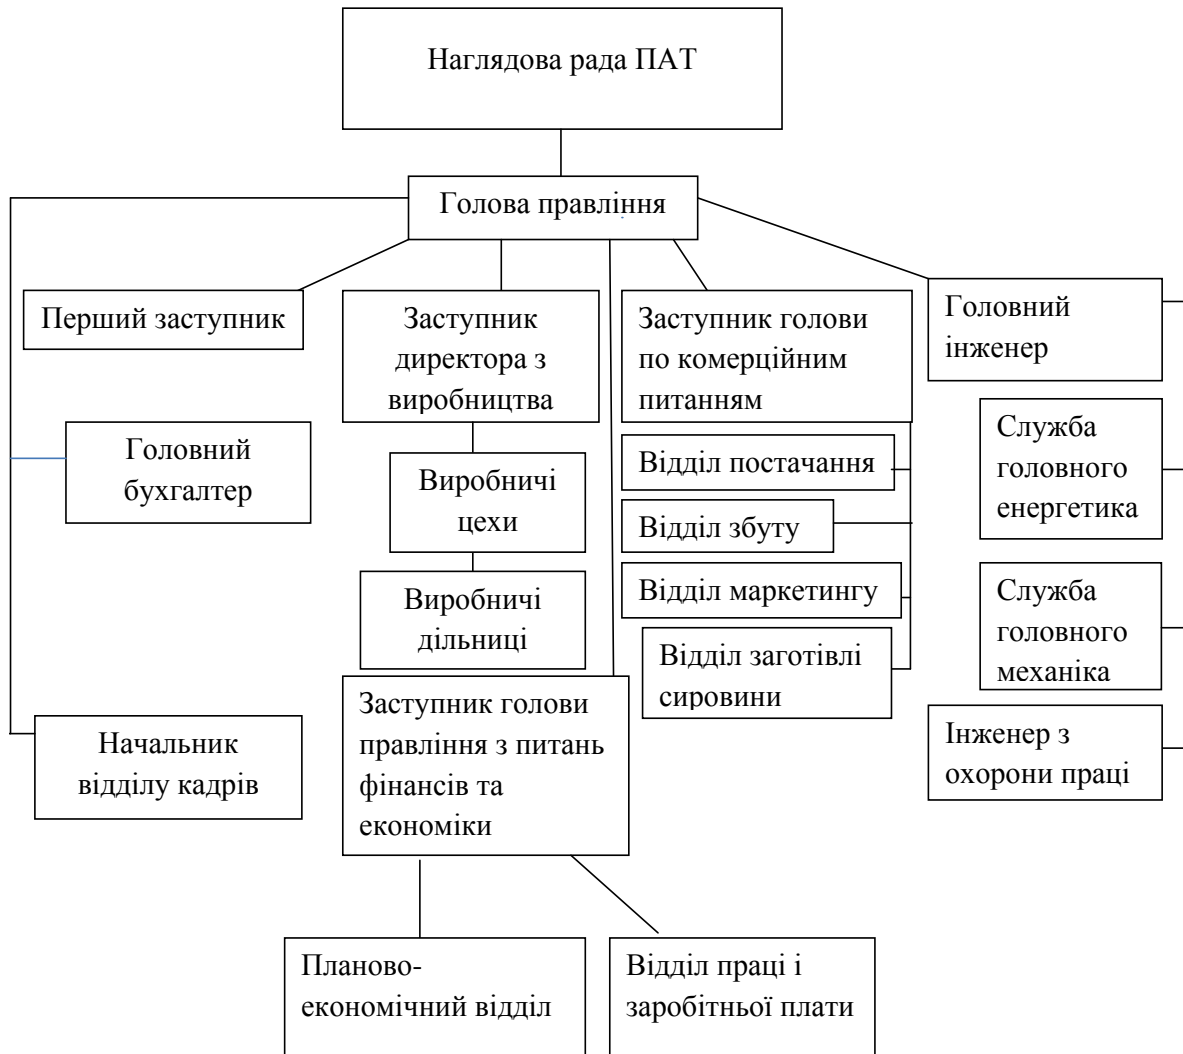 Наглядова рада ПАТ
Голова правління
Перший заступник
Заступник
директора з
виробництва
Заступник голови
по комерційним
питанням
Головний
інженер
Головний
бухгалтер
Виробничі
цехи
Відділ постачання
Служба
головного
енергетика
Відділ збуту
Виробничі
дільниці
Відділ маркетингу
Служба
головного
механіка
Відділ заготівлі
сировини
Начальник
відділу кадрів
Заступник голови
правління з питань
фінансів та
економіки
Інженер з
охорони праці
Планово-
економічний відділ
Відділ праці і
заробітньої плати